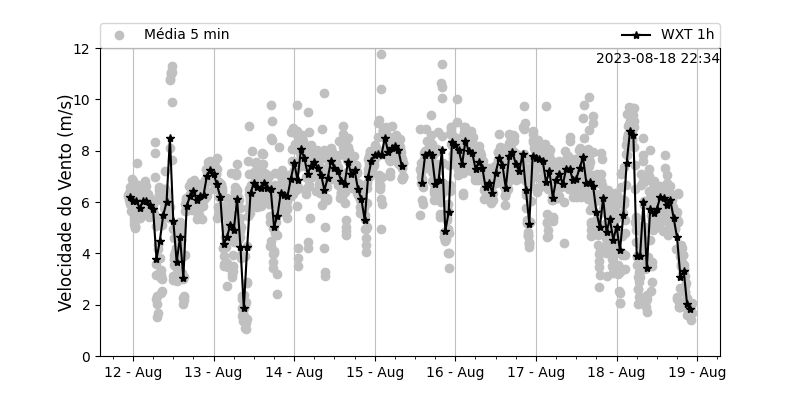 Média 5 min
WXT 1h
2023-08-18 22:34
Velocidade do Vento (m/s)
12
10
8
6
4
2
0
12 - Aug
13 - Aug
14 - Aug
15 - Aug
16 - Aug
17 - Aug
18 - Aug
19 - Aug